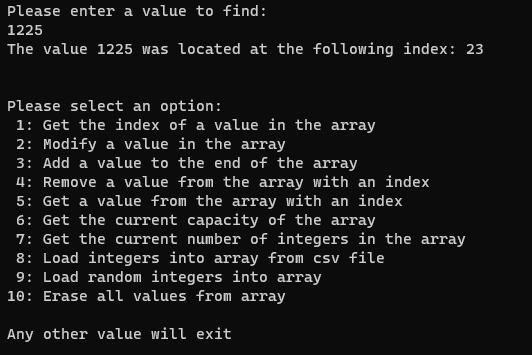 Please enter a value to find:
1225
The value 1225 was located at the following index: 23
Please select an option:
1: Get the index of a value in the array
2: Modify a value in the array
3: Add a value to the end of the array
4: Remove a value from the array with an index
5: Get a value from the array with an index
6: Get the current capacity of the array
7: Get the current number of integers in the array
8: Load integers into array from csv file
9: Load random integers into array
10: Erase all values from array
Any other value will exit